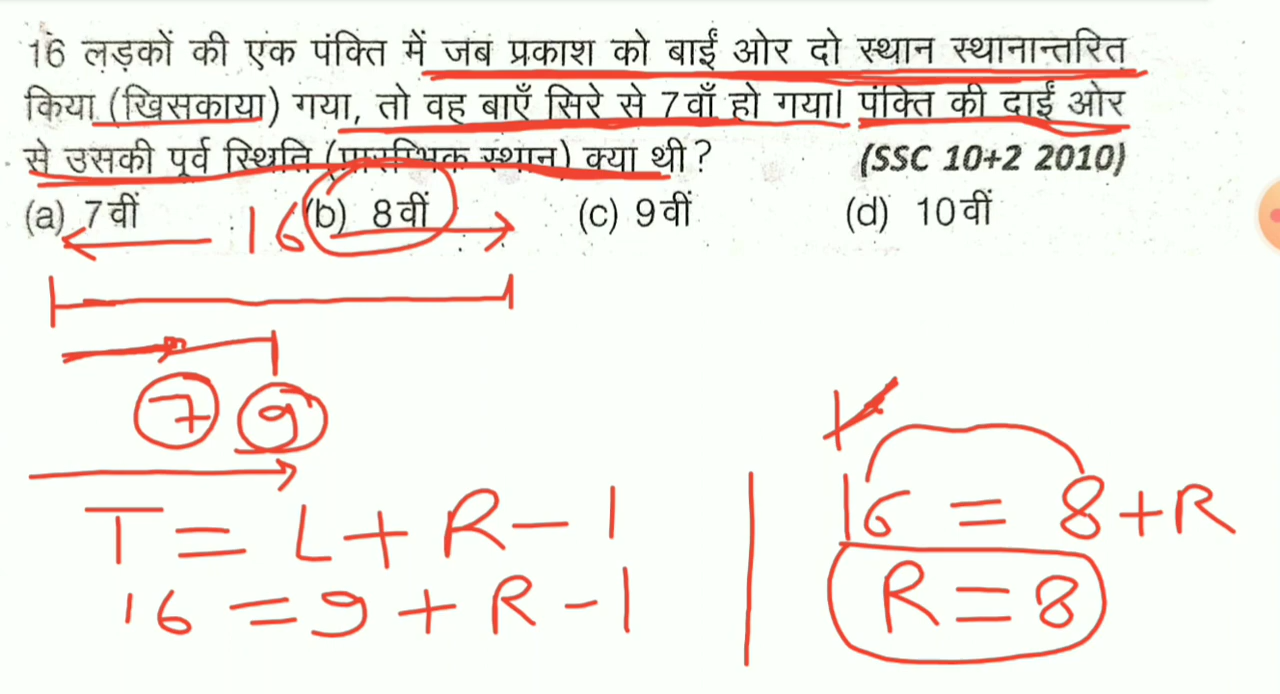 16 लड़कों की एक पंक्ति में जब प्रकाश को बाईं ओर दो स्थान स्थानान्तरित
किया (खिसकाया) गया, तो वह बाएँ सिरे से 7वाँ हो गया। पंक्ति की दाईं ओर
से उसकी पूर्व स्थिति (प्रारम्भिक स्थान) क्या थी? (SSC 10+2 2010)
(a) 7वीं (b) 8वीं (c) 9वीं (d) 10वीं
16
7 9
T = L + R - 1
16 = 9 + R - 1
16 = 8 + R
R = 8